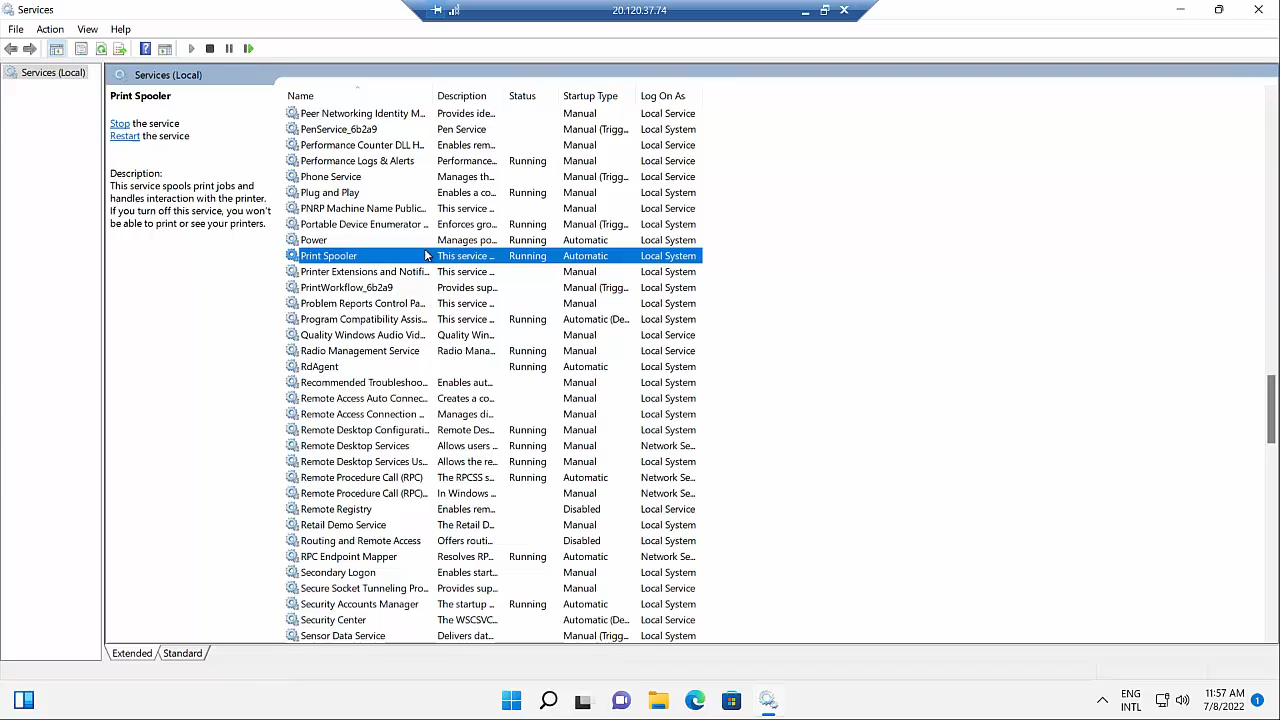 Services
20.120.37.74
File Action View Help
Services (Local)
Services (Local)
Print Spooler
Stop the service
Restart the service
Description:
This service spools print jobs and
handles interaction with the printer.
If you turn off this service, you won't
be able to print or see your printers.
Name Description Status Startup Type Log On As
Peer Networking Identity M... Provides ide... Manual Local Service
PenService_6b2a9 Pen Service Manual (Trigg... Local System
Performance Counter DLL H... Enables rem... Manual Local Service
Performance Logs & Alerts Performance... Running Manual Local Service
Phone Service Manages th... Manual (Trigg... Local Service
Plug and Play Enables a co... Running Manual Local System
PNRP Machine Name Public... This service ... Manual Local Service
Portable Device Enumerator ... Enforces gro... Running Manual (Trigg... Local System
Power Manages po... Running Automatic Local System
Print Spooler This service ... Running Automatic Local System
Printer Extensions and Notifi... This service ... Manual Local System
PrintWorkflow_6b2a9 Provides sup... Manual (Trigg... Local System
Problem Reports Control Pa... This service ... Manual Local System
Program Compatibility Assis... This service ... Running Automatic (De... Local System
Quality Windows Audio Vid... Quality Win... Manual Local Service
Radio Management Service Radio Mana... Running Manual Local Service
RdAgent Running Automatic Local System
Recommended Troubleshoo... Enables aut... Manual Local System
Remote Access Auto Connec... Creates a co... Manual Local System
Remote Access Connection ... Manages di... Manual Local System
Remote Desktop Configurati... Remote Des... Running Manual Local System
Remote Desktop Services Allows users ... Running Manual Network Se...
Remote Desktop Services Us... Allows the re... Running Manual Local System
Remote Procedure Call (RPC) The RPCSS s... Running Automatic Network Se...
Remote Procedure Call (RPC)... In Windows ... Manual Network Se...
Remote Registry Enables rem... Disabled Local Service
Retail Demo Service The Retail D... Manual Local System
Routing and Remote Access Offers routi... Disabled Local System
RPC Endpoint Mapper Resolves RP... Running Automatic Network Se...
Secondary Logon Enables start... Manual Local System
Secure Socket Tunneling Pro... Provides sup... Manual Local Service
Security Accounts Manager The startup ... Running Automatic Local System
Security Center The WSCSVC... Automatic (De... Local Service
Sensor Data Service Delivers dat... Manual (Trigg... Local System
Extended Standard
ENG
INTL
11:57 AM
7/8/2022
1